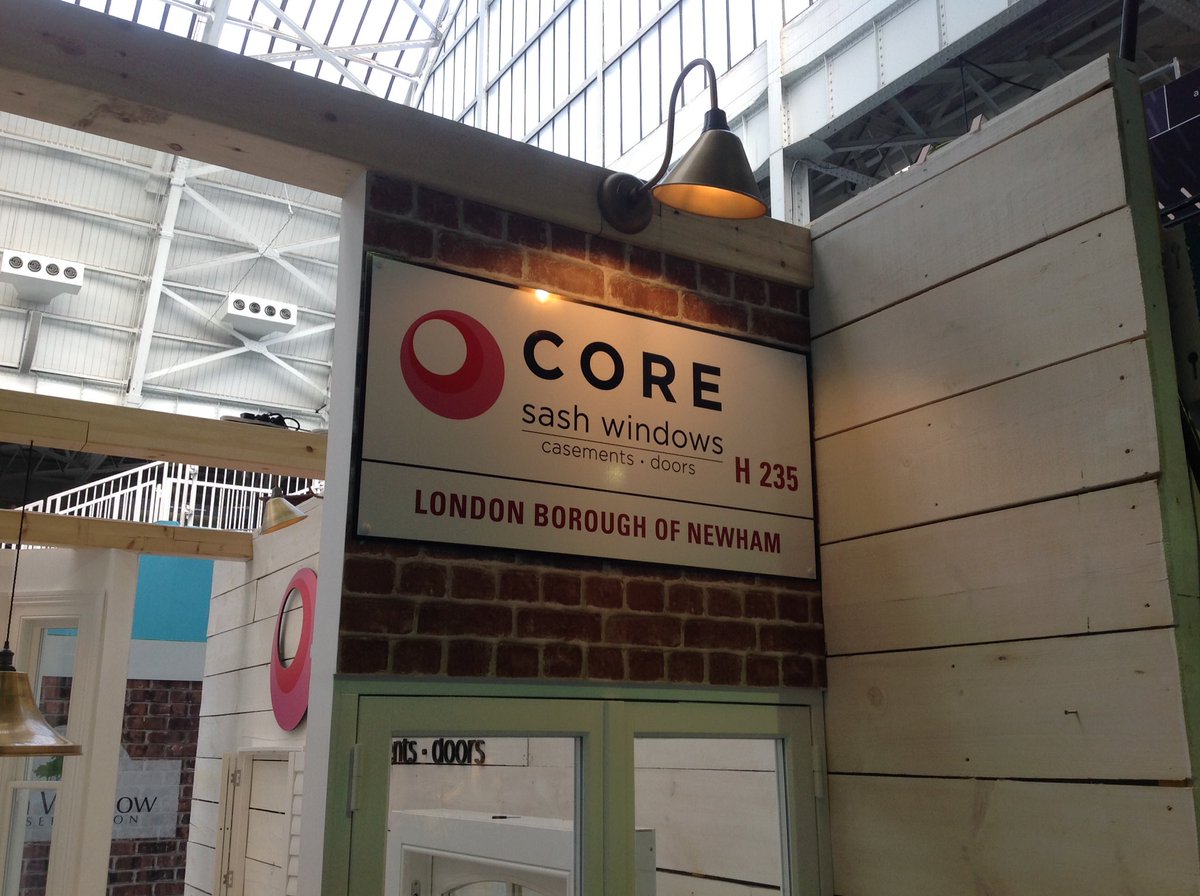 CORE
sash windows
casements · doors
H 235
LONDON BOROUGH OF NEWHAM
nts · doors